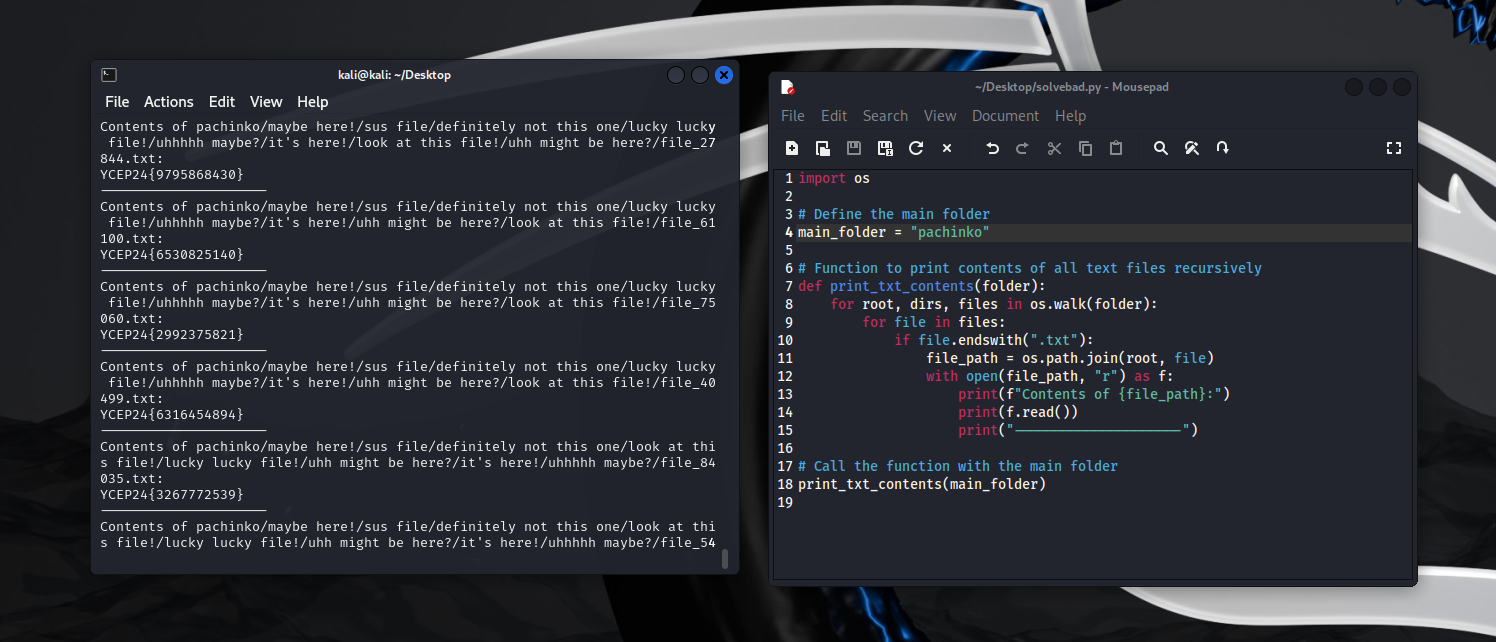 kali@kali: ~/Desktop
File Actions Edit View Help
Contents of pachinko/maybe here!/sus file/definitely not this one/lucky lucky
 file!/uhhhhh maybe?/it's here!/look at this file!/uhh might be here?/file_27
844.txt:
YCEP24{9795868430}
─────────────────────
Contents of pachinko/maybe here!/sus file/definitely not this one/lucky lucky
 file!/uhhhhh maybe?/it's here!/uhh might be here?/look at this file!/file_61
100.txt:
YCEP24{6530825140}
─────────────────────
Contents of pachinko/maybe here!/sus file/definitely not this one/lucky lucky
 file!/uhhhhh maybe?/it's here!/uhh might be here?/look at this file!/file_75
060.txt:
YCEP24{2992375821}
─────────────────────
Contents of pachinko/maybe here!/sus file/definitely not this one/lucky lucky
 file!/uhhhhh maybe?/it's here!/uhh might be here?/look at this file!/file_40
499.txt:
YCEP24{6316454894}
─────────────────────
Contents of pachinko/maybe here!/sus file/definitely not this one/look at thi
s file!/lucky lucky file!/uhh might be here?/it's here!/uhhhhh maybe?/file_84
035.txt:
YCEP24{3267772539}
─────────────────────
Contents of pachinko/maybe here!/sus file/definitely not this one/look at thi
s file!/lucky lucky file!/uhh might be here?/it's here!/uhhhhh maybe?/file_54
~/Desktop/solvebad.py - Mousepad
File Edit Search View Document Help
1 import os
2
3 # Define the main folder
4 main_folder = "pachinko"
5
6 # Function to print contents of all text files recursively
7 def print_txt_contents(folder):
8     for root, dirs, files in os.walk(folder):
9         for file in files:
10             if file.endswith(".txt"):
11                 file_path = os.path.join(root, file)
12                 with open(file_path, "r") as f:
13                     print(f"Contents of {file_path}:")
14                     print(f.read())
15                     print("─────────────────────")
16
17 # Call the function with the main folder
18 print_txt_contents(main_folder)
19